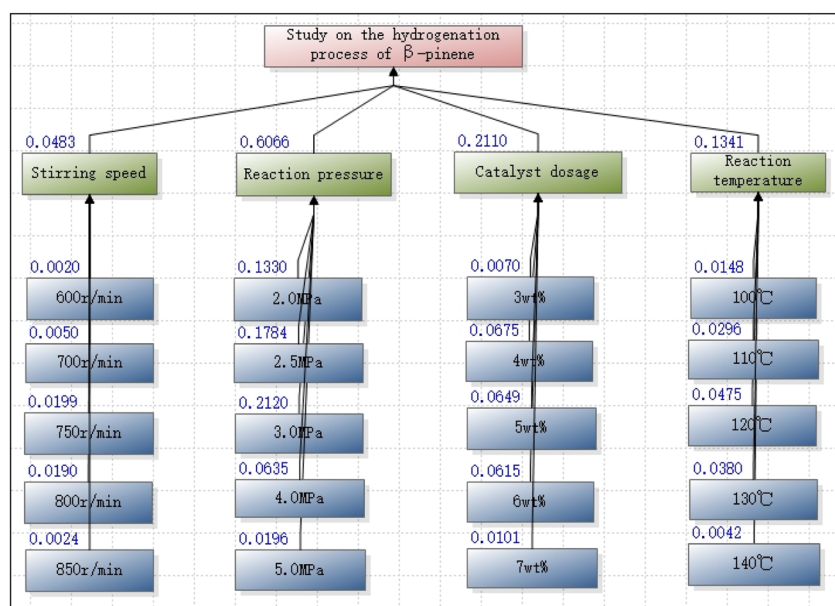 Study on the hydrogenation
process of β-pinene
0.0483
0.6066
0.2110
0.1341
Stirring speed
Reaction pressure
Catalyst dosage
Reaction
temperature
0.0020
0.1330
0.0070
0.0148
600r/min
2.0MPa
3wt%
100℃
0.0050
0.1784
0.0675
0.0296
700r/min
2.5MPa
4wt%
110℃
0.0199
0.2120
0.0649
0.0475
750r/min
3.0MPa
5wt%
120℃
0.0190
0.0635
0.0615
0.0380
800r/min
4.0MPa
6wt%
130℃
0.0024
0.0196
0.0101
0.0042
850r/min
5.0MPa
7wt%
140℃